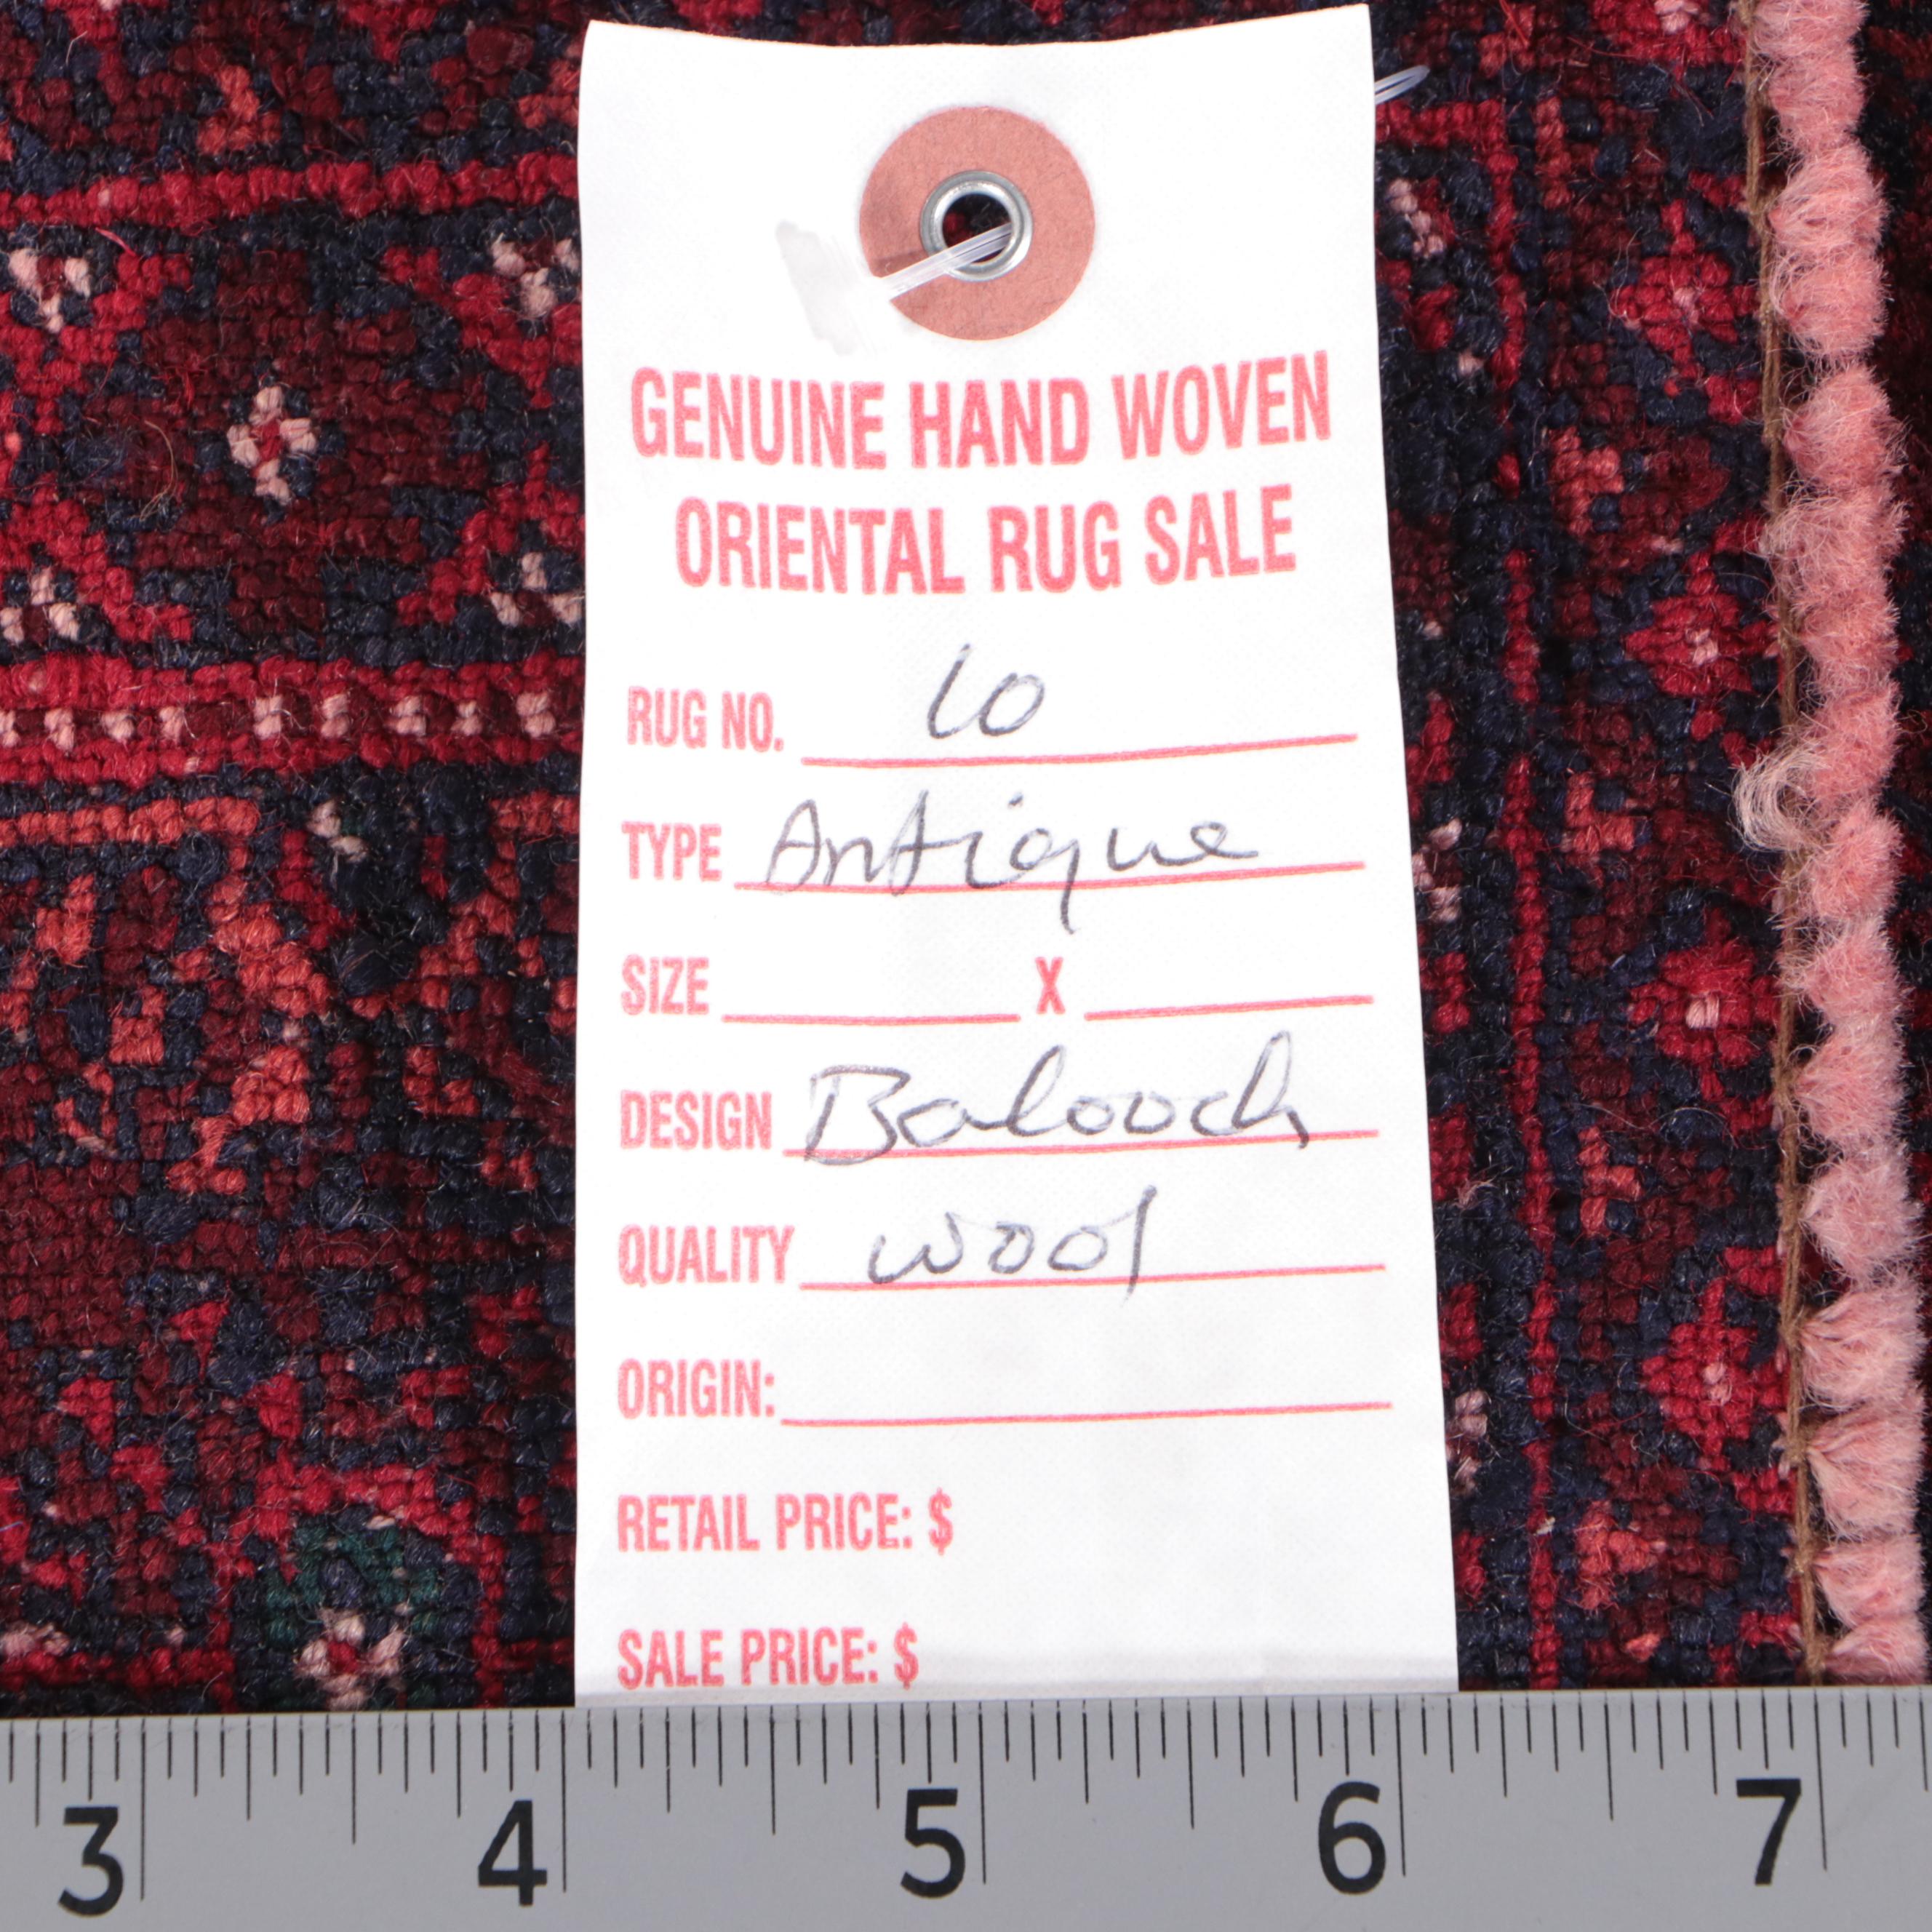 GENUINE HAND WOVEN
ORIENTAL RUG SALE
RUG NO. 10
TYPE Antique
SIZE X
DESIGN Balooch
QUALITY wool
ORIGIN:
RETAIL PRICE: $
SALE PRICE: $
3 4 5 6 7